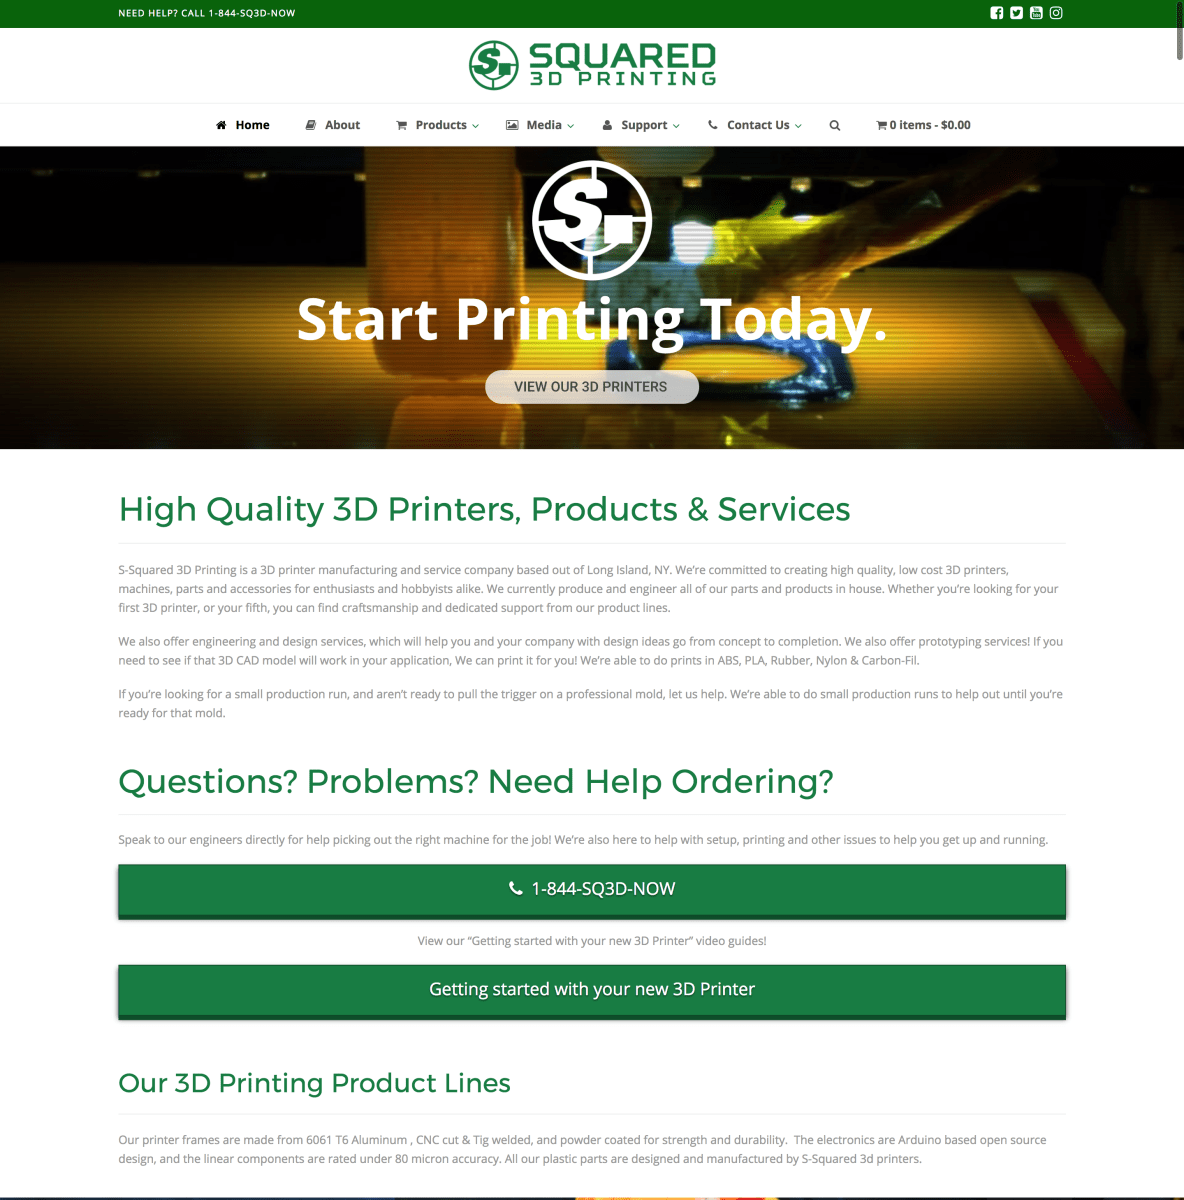 NEED HELP? CALL 1-844-SQ3D-NOW
SQUARED
3D PRINTING
Home About Products Media Support Contact Us 0 items - $0.00
S
Start Printing Today.
VIEW OUR 3D PRINTERS
High Quality 3D Printers, Products & Services
S-Squared 3D Printing is a 3D printer manufacturing and service company based out of Long Island, NY. We’re committed to creating high quality, low cost 3D printers,
machines, parts and accessories for enthusiasts and hobbyists alike. We currently produce and engineer all of our parts and products in house. Whether you’re looking for your
first 3D printer, or your fifth, you can find craftsmanship and dedicated support from our product lines.
We also offer engineering and design services, which will help you and your company with design ideas go from concept to completion. We also offer prototyping services! If you
need to see if that 3D CAD model will work in your application, We can print it for you! We’re able to do prints in ABS, PLA, Rubber, Nylon & Carbon-Fil.
If you’re looking for a small production run, and aren’t ready to pull the trigger on a professional mold, let us help. We’re able to do small production runs to help out until you’re
ready for that mold.
Questions? Problems? Need Help Ordering?
Speak to our engineers directly for help picking out the right machine for the job! We’re also here to help with setup, printing and other issues to help you get up and running.
1-844-SQ3D-NOW
View our “Getting started with your new 3D Printer” video guides!
Getting started with your new 3D Printer
Our 3D Printing Product Lines
Our printer frames are made from 6061 T6 Aluminum , CNC cut & Tig welded, and powder coated for strength and durability. The electronics are Arduino based open source
design, and the linear components are rated under 80 micron accuracy. All our plastic parts are designed and manufactured by S-Squared 3d printers.